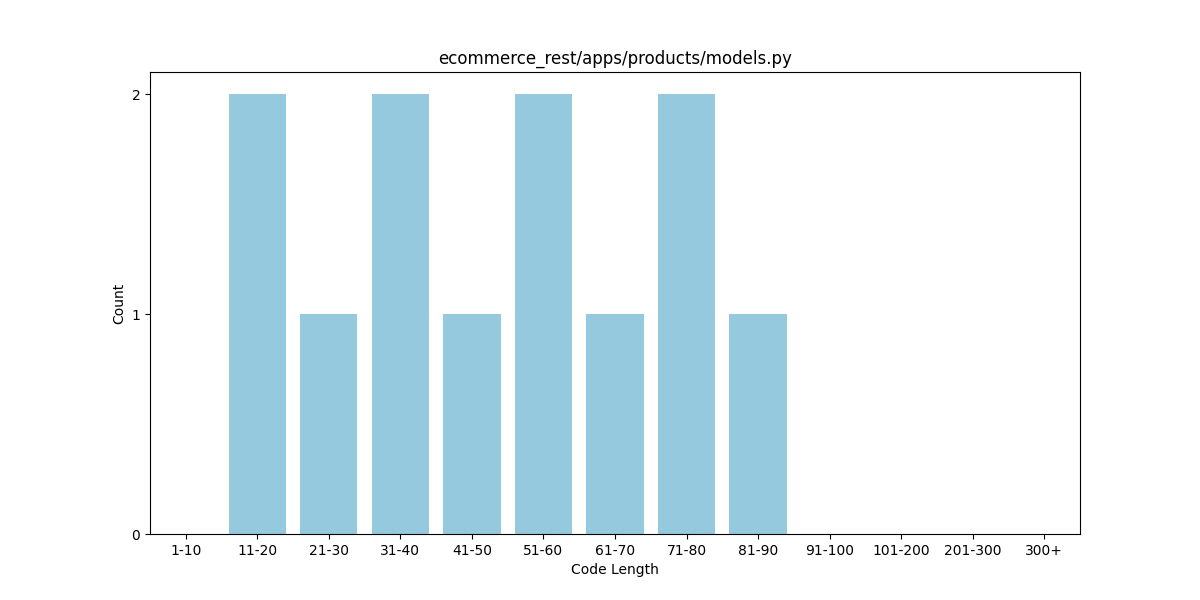 ecommerce_rest/apps/products/models.py
Count
2
1
0
1-10 11-20 21-30 31-40 41-50 51-60 61-70 71-80 81-90 91-100 101-200 201-300 300+
Code Length